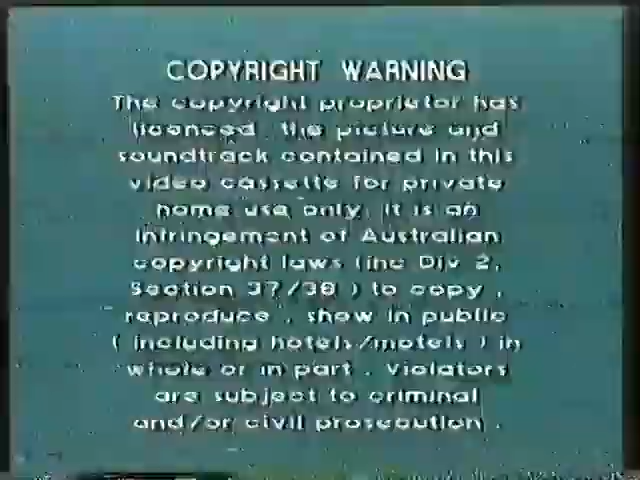 COPYRIGHT WARNING
The copyright proprietor has
licenced , the picture and
soundtrack contained in this
video cassette for private
home use only. It is an
infringement of Australian
copyright laws (inc Div 2,
Section 37/38 ) to copy ,
reproduce , show in public
( including hotels/motels ) in
whole or in part . Violators
are subject to criminal
and/or civil prosecution .